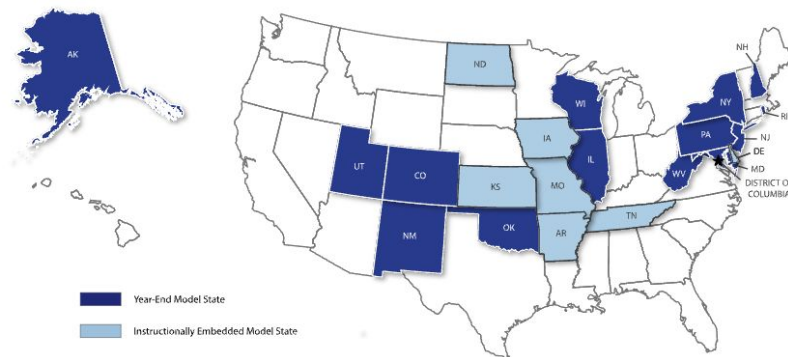 AK
ND
WI
NH
NY
RI
PA
NJ
IA
DE
UT
CO
IL
MD
KS
MO
WV
DISTRICT OF
COLUMBIA
NM
OK
AR
TN
Year-End Model State
Instructionally Embedded Model State